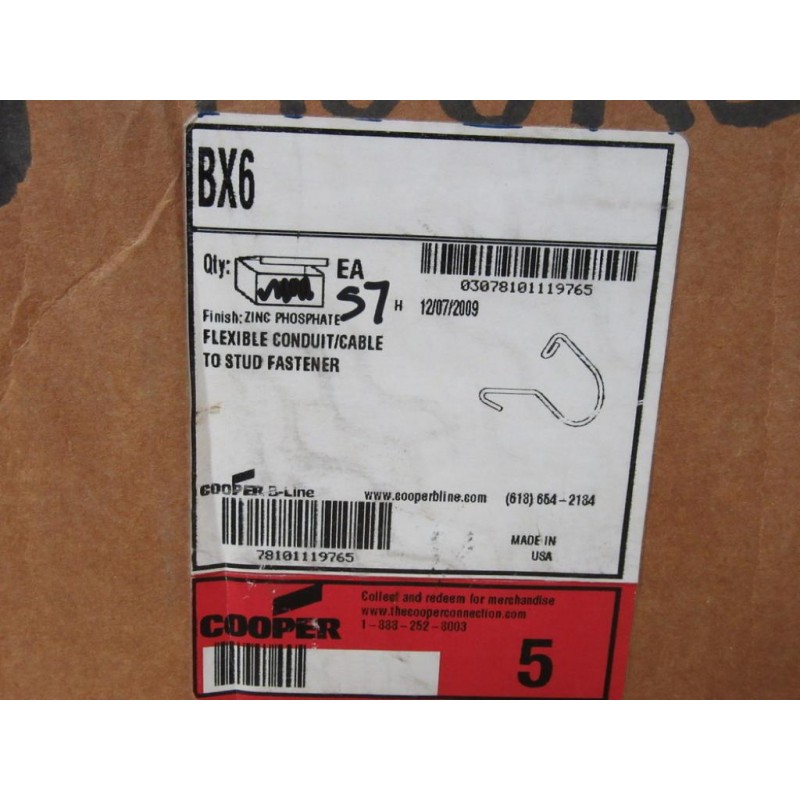 BX6
Qty: EA
57 H 12/07/2009
03078101119765
Finish: ZINC PHOSPHATE
FLEXIBLE CONDUIT/CABLE
TO STUD FASTENER
COOPER B-Line www.cooperbline.com (618) 654-2184
78101119765
MADE IN
USA
COOPER
Collect and redeem for merchandise
www.thecooperconnection.com
1-888-252-8003
5